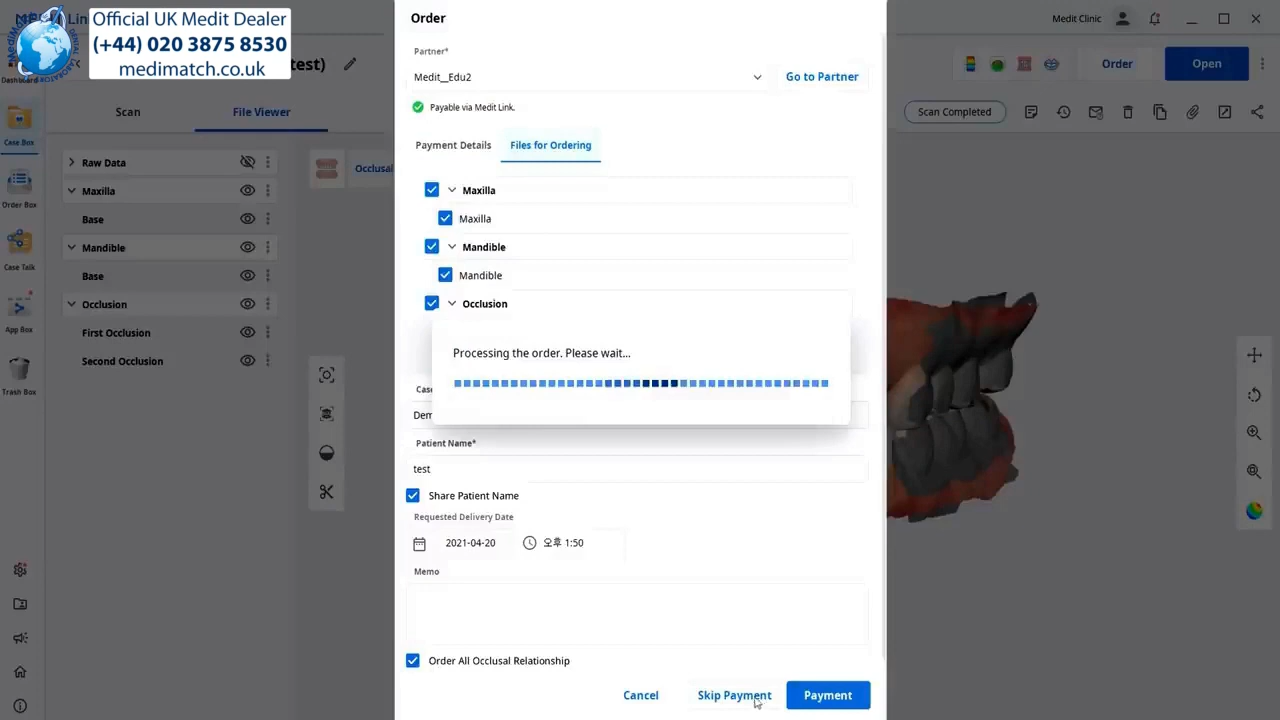 Official UK Medit Dealer
(+44) 020 3875 8530
medimatch.co.uk
Order
Medit Clinic
Partner*
Medit__Edu2
Go to Partner
Order
Open
Payable via Medit Link.
Scan
File Viewer
Scan Completed
Dashboard
Case Box
Order Box
Case Talk
App Box
Trash Box
Raw Data
Maxilla
Base
Mandible
Base
Occlusion
First Occlusion
Second Occlusion
Occlusal
Payment Details
Files for Ordering
Maxilla
Maxilla
Mandible
Mandible
Occlusion
Processing the order. Please wait...
Patient Name*
test
Share Patient Name
Requested Delivery Date
2021-04-20
오후 1:50
Memo
Order All Occlusal Relationship
Cancel
Skip Payment
Payment